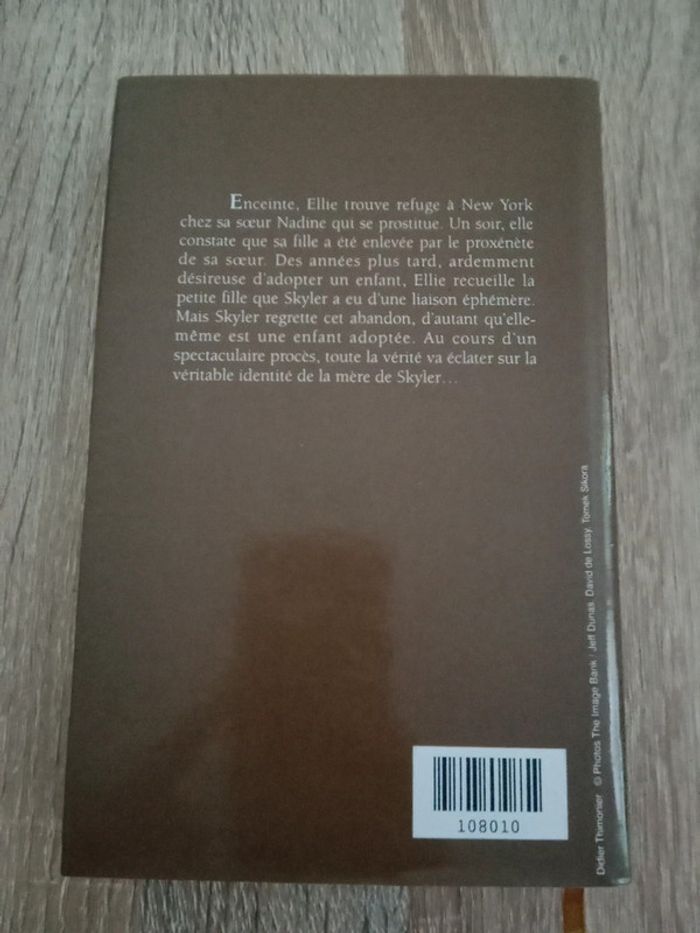 Enceinte, Ellie trouve refuge à New York
chez sa sœur Nadine qui se prostitue. Un soir, elle
constate que sa fille a été enlevée par le proxénète
de sa sœur. Des années plus tard, ardemment
désireuse d'adopter un enfant, Ellie recueille la
petite fille que Skyler a eu d'une liaison éphémère.
Mais Skyler regrette cet abandon, d'autant qu'elle-
même est une enfant adoptée. Au cours d'un
spectaculaire procès, toute la vérité va éclater sur la
véritable identité de la mère de Skyler…
Didier Thimonier © Photos The Image Bank / Jeff Dunas, David de Lossy, Tomek Sikora
108010